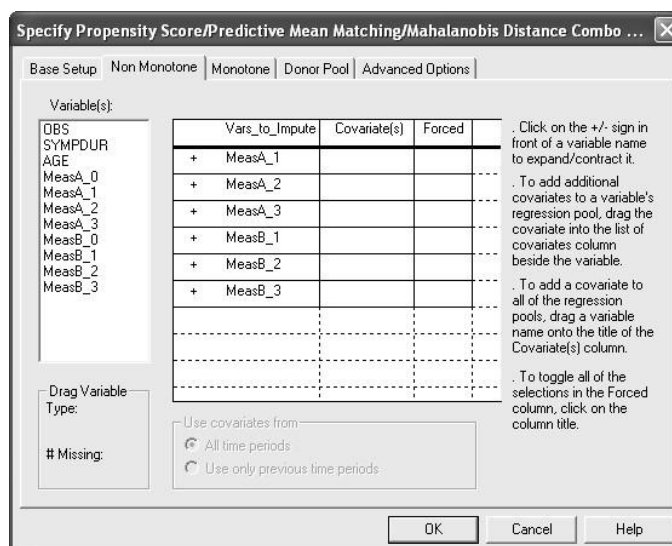 Specify Propensity Score/Predictive Mean Matching/Mahalanobis Distance Combo ...
Base Setup Non Monotone Monotone Donor Pool Advanced Options
Variable(s):
OBS
SYMPDUR
AGE
MeasA_0
MeasA_1
MeasA_2
MeasA_3
MeasB_0
MeasB_1
MeasB_2
MeasB_3
Vars_to_Impute Covariate(s) Forced
+ MeasA_1
+ MeasA_2
+ MeasA_3
+ MeasB_1
+ MeasB_2
+ MeasB_3
. Click on the +/- sign in
front of a variable name
to expand/contract it.
. To add additional
covariates to a variable's
regression pool, drag the
covariate into the list of
covariates column
beside the variable.
. To add a covariate to
all of the regression
pools, drag a variable
name onto the title of the
Covariate(s) column.
. To toggle all of the
selections in the Forced
column, click on the
column title.
Drag Variable
Type:
# Missing:
Use covariates from
All time periods
Use only previous time periods
OK Cancel Help